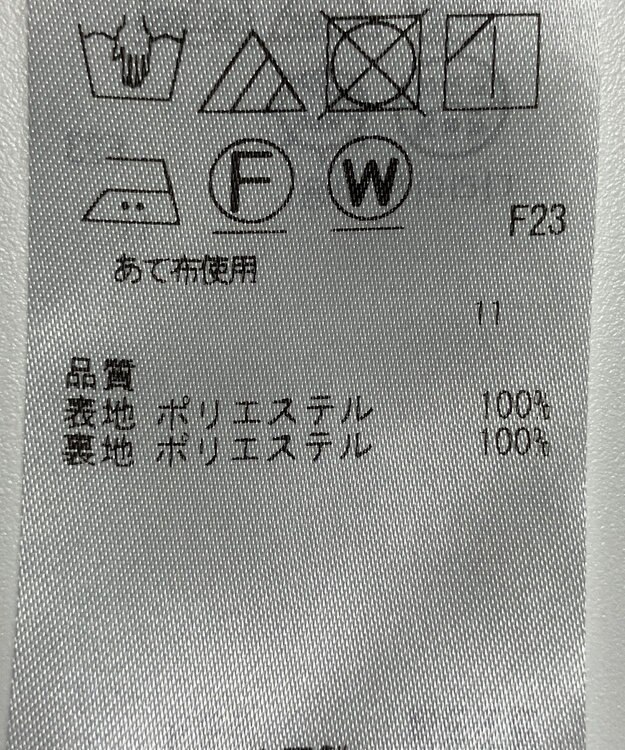 F W
F23
あて布使用
11
品質
表地 ポリエステル 100%
裏地 ポリエステル 100%